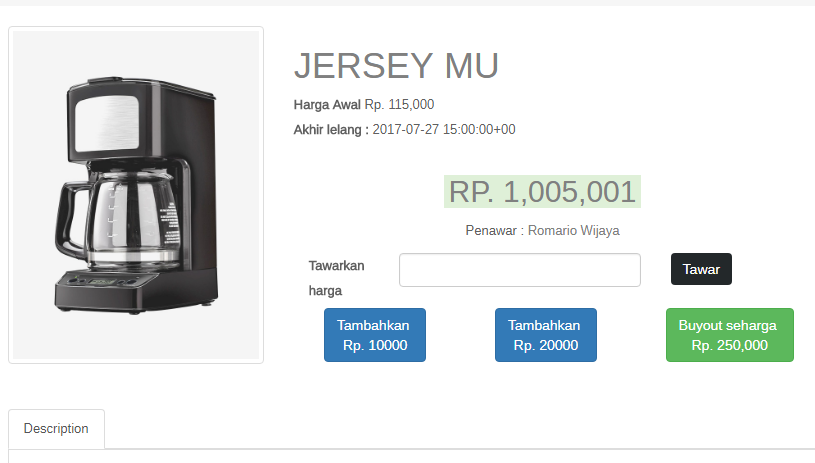 JERSEY MU
Harga Awal Rp. 115,000
Akhir lelang : 2017-07-27 15:00:00+00
RP. 1,005,001
Penawar : Romario Wijaya
Tawarkan
harga
Tawar
Tambahkan
Rp. 10000
Tambahkan
Rp. 20000
Buyout seharga
Rp. 250,000
Description